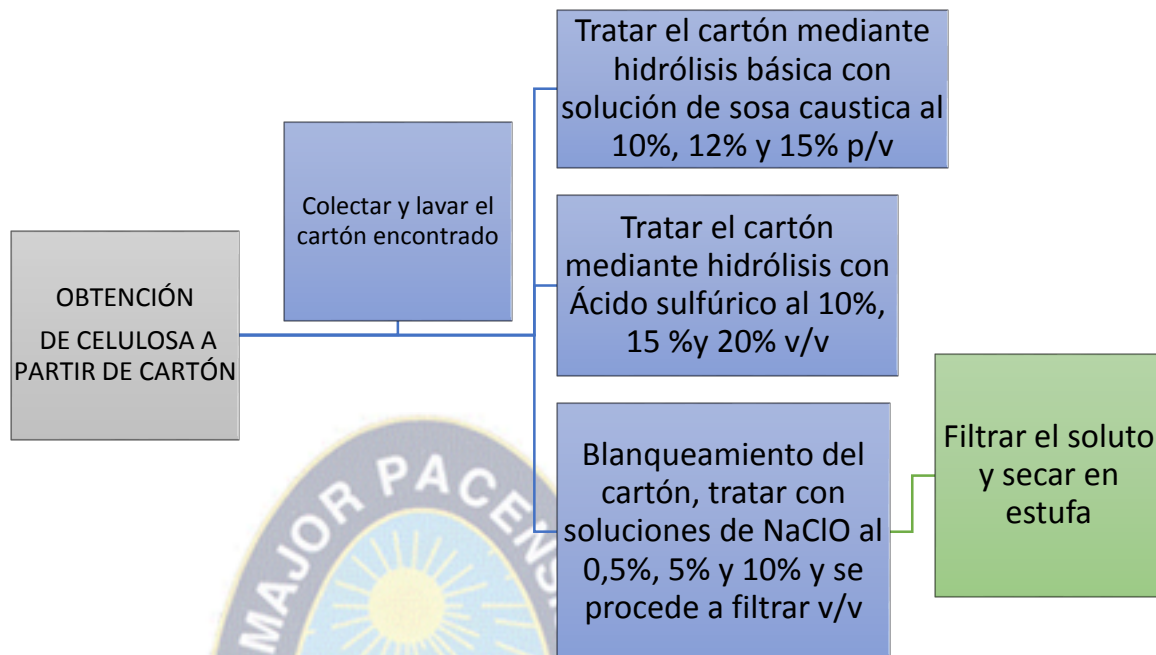 OBTENCIÓN
DE CELULOSA A
PARTIR DE CARTÓN
Colectar y lavar el
cartón encontrado
Tratar el cartón mediante
hidrólisis básica con
solución de sosa caustica al
10%, 12% y 15% p/v
Tratar el cartón
mediante hidrólisis con
Ácido sulfúrico al 10%,
15 %y 20% v/v
Blanqueamiento del
cartón, tratar con
soluciones de NaClO al
0,5%, 5% y 10% y se
procede a filtrar v/v
Filtrar el soluto
y secar en
estufa
MAJOR PACENS